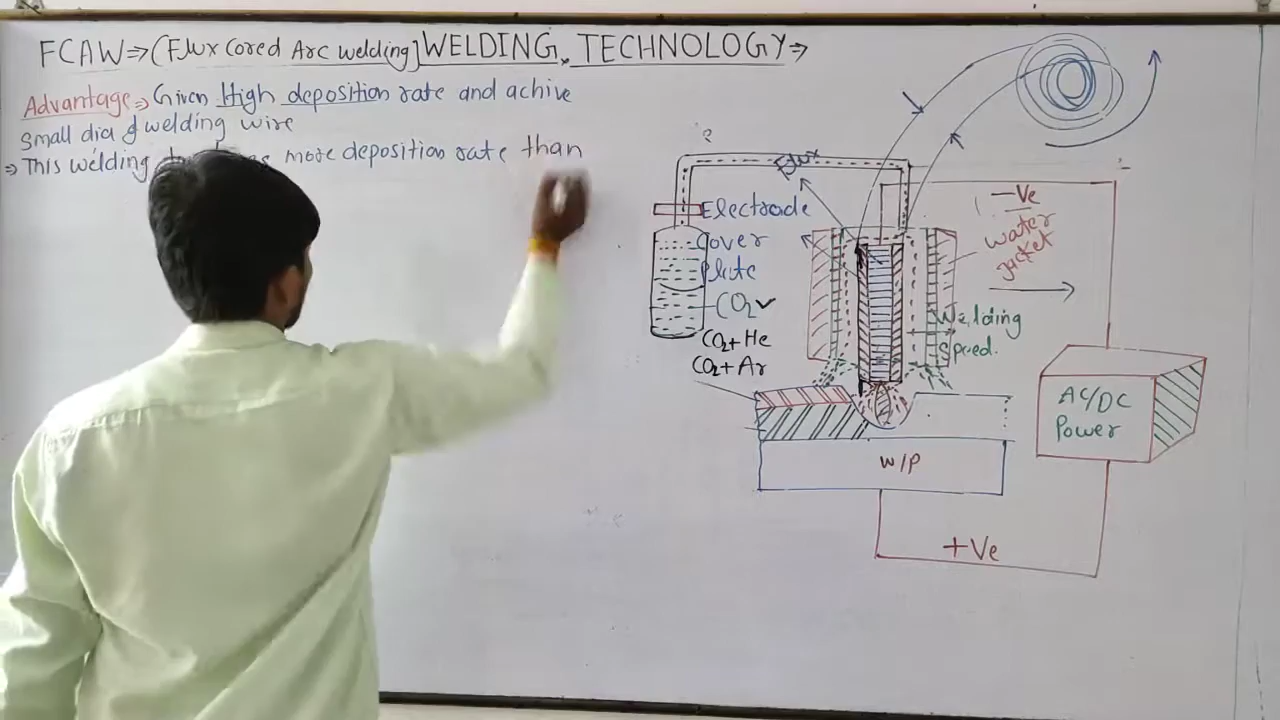 FCAW⇒(Flux Cored Arc welding] WELDING TECHNOLOGY⇒
Advantage⇒ Given High deposition rate and achive
Small dia of welding wire
⇒ This welding more deposition rate than
Flux
Electrode
Cover
Plate
CO2
CO2+He
CO2+Ar
-Ve
Water
Jacket
Welding
Speed.
AC/DC
Power
W/P
+Ve